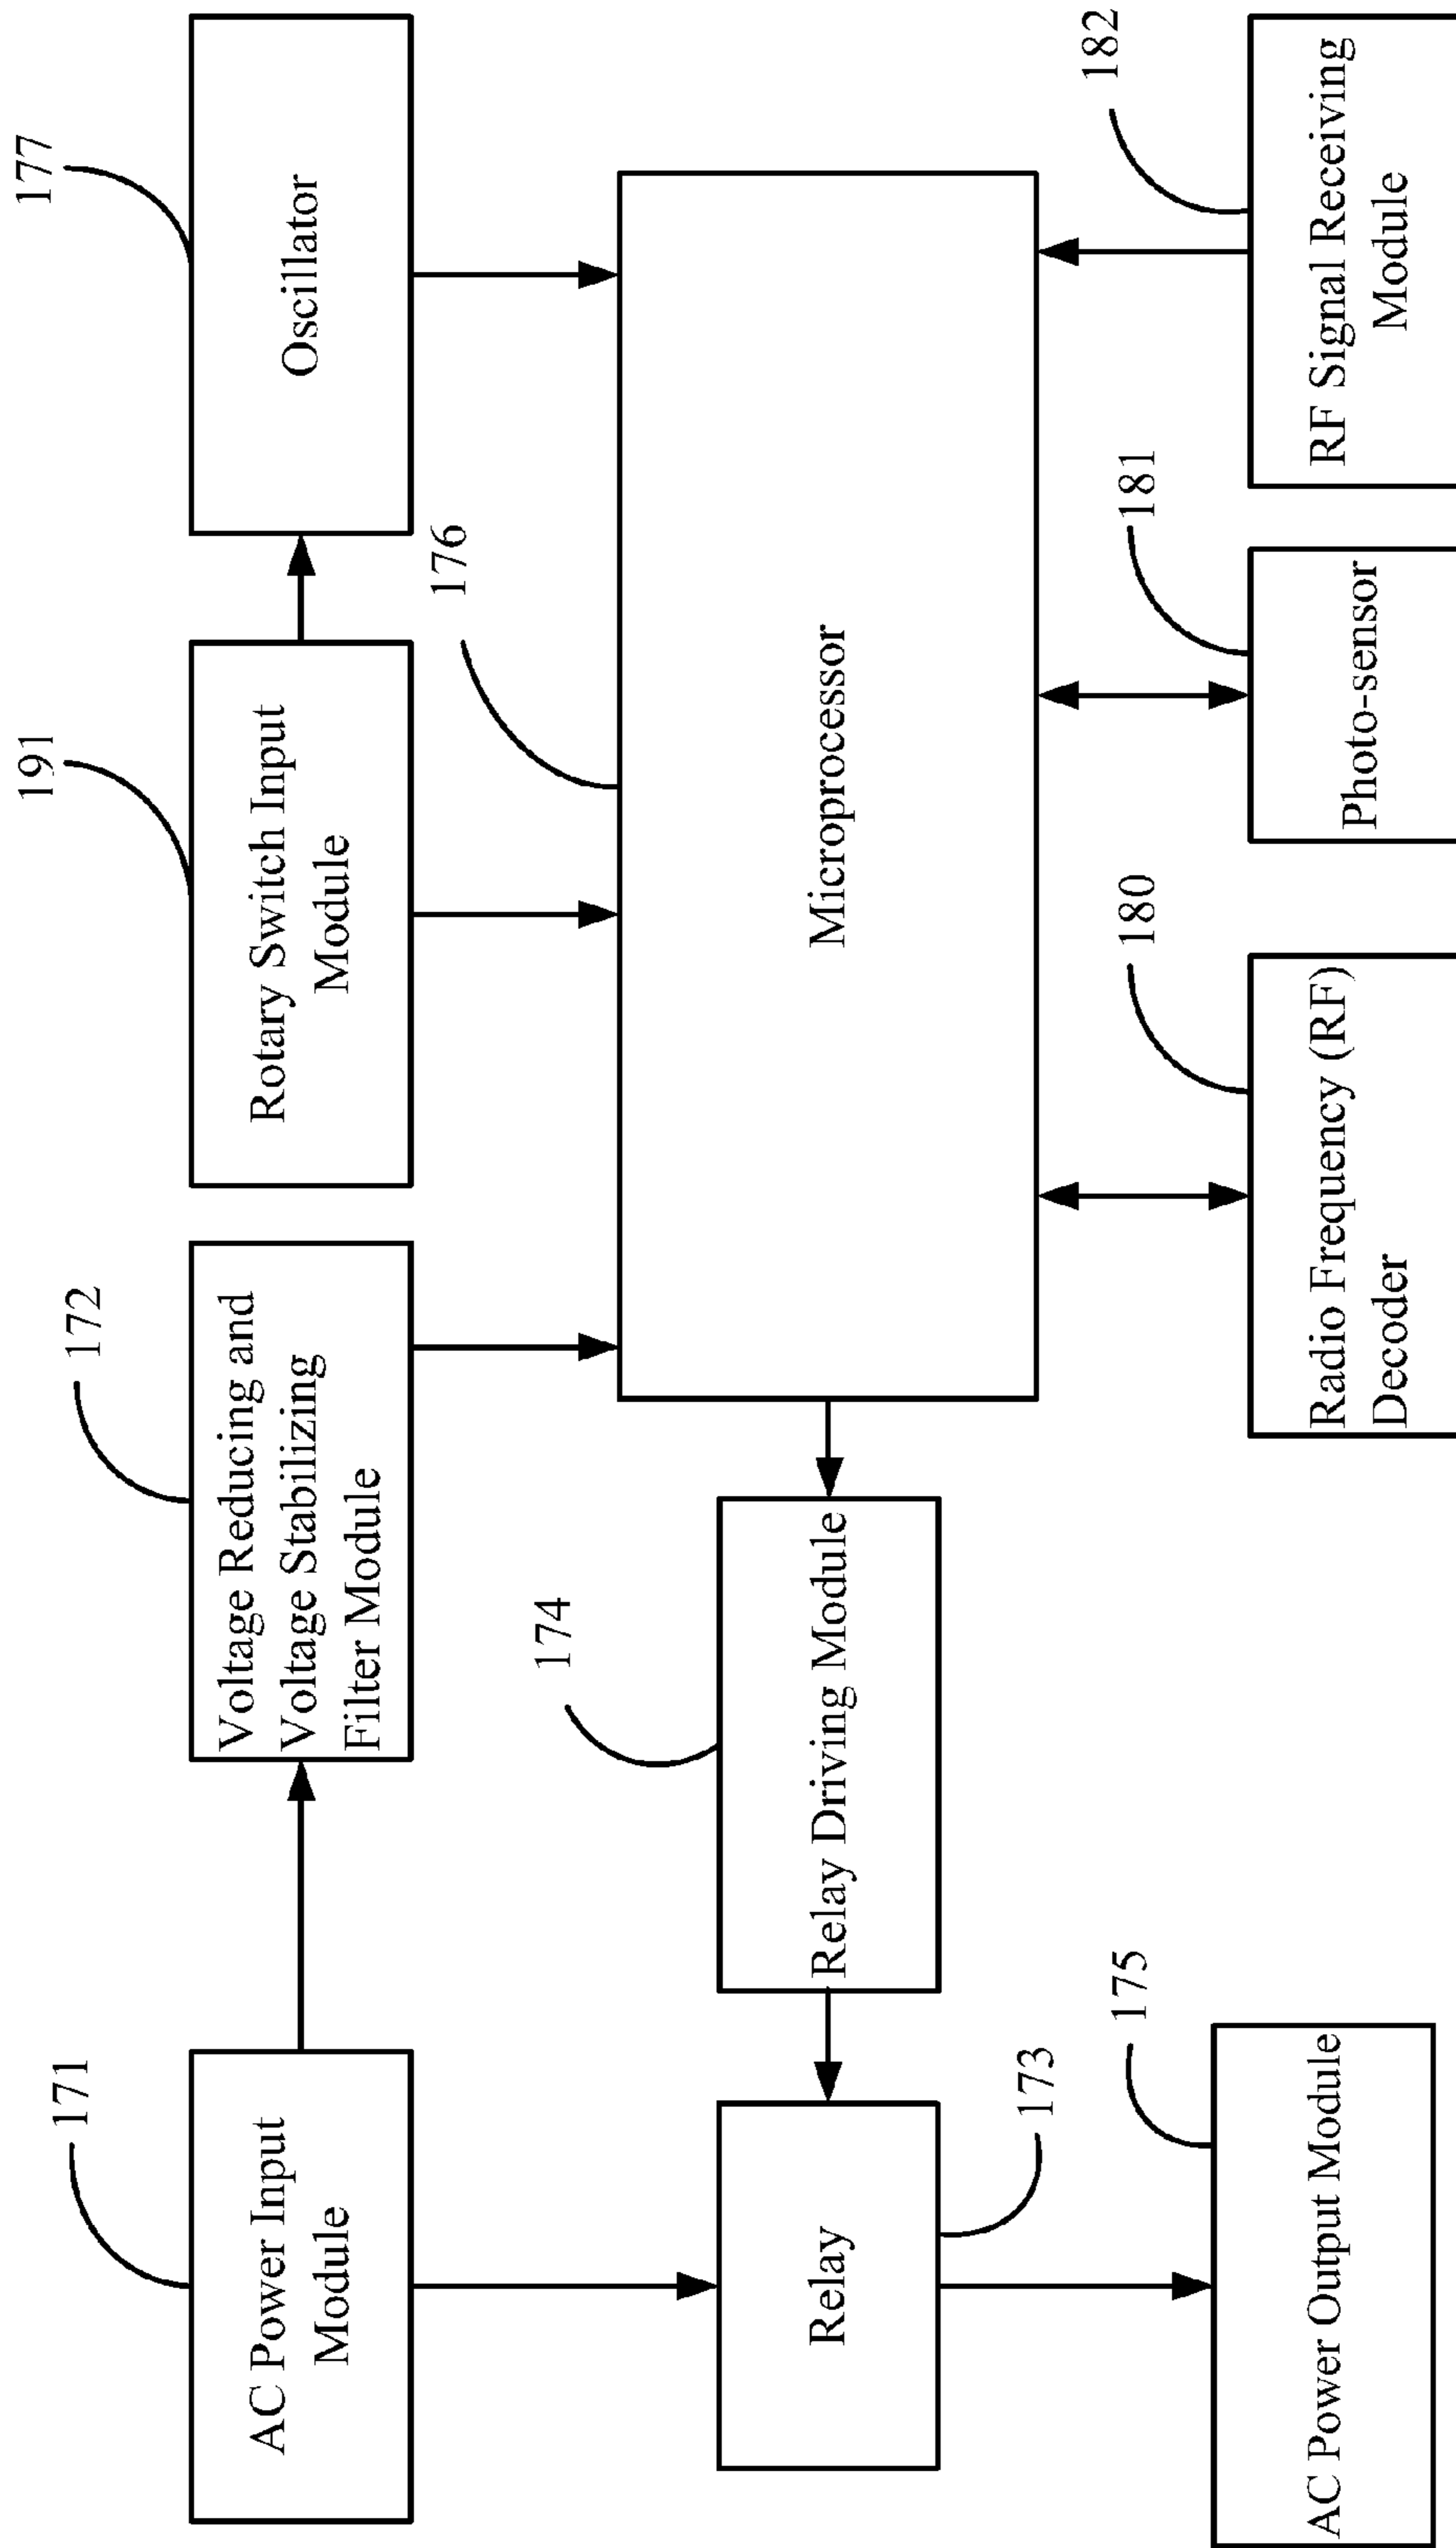 171
AC Power Input
Module
172
Voltage Reducing and
Voltage Stabilizing
Filter Module
191
Rotary Switch Input
Module
177
Oscillator
173
Relay
174
Relay Driving Module
176
Microprocessor
175
AC Power Output Module
180
Radio Frequency (RF)
Decoder
181
Photo-sensor
182
RF Signal Receiving
Module